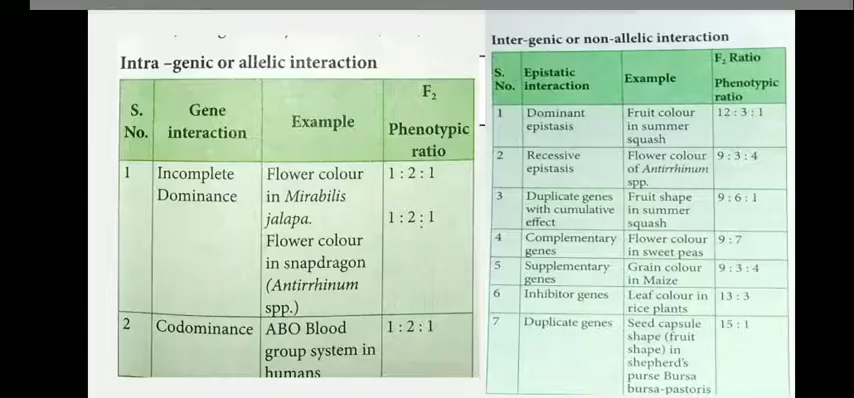 Intra –genic or allelic interaction
S. No.
Gene interaction
Example
F2 Phenotypic ratio
1
Incomplete Dominance
Flower colour
in Mirabilis
jalapa.
Flower colour
in snapdragon
(Antirrhinum
spp.)
1 : 2 : 1
1 : 2 : 1
2
Codominance
ABO Blood
group system in
humans
1 : 2 : 1
Inter-genic or non-allelic interaction
S. No.
Epistatic interaction
Example
F2 Ratio
Phenotypic
ratio
1
Dominant
epistasis
Fruit colour
in summer
squash
12 : 3 : 1
2
Recessive
epistasis
Flower colour
of Antirrhinum
spp.
9 : 3 : 4
3
Duplicate genes
with cumulative
effect
Fruit shape
in summer
squash
9 : 6 : 1
4
Complementary
genes
Flower colour
in sweet peas
9 : 7
5
Supplementary
genes
Grain colour
in Maize
9 : 3 : 4
6
Inhibitor genes
Leaf colour in
rice plants
13 : 3
7
Duplicate genes
Seed capsule
shape (fruit
shape) in
shepherd's
purse Bursa
bursa-pastoris
15 : 1